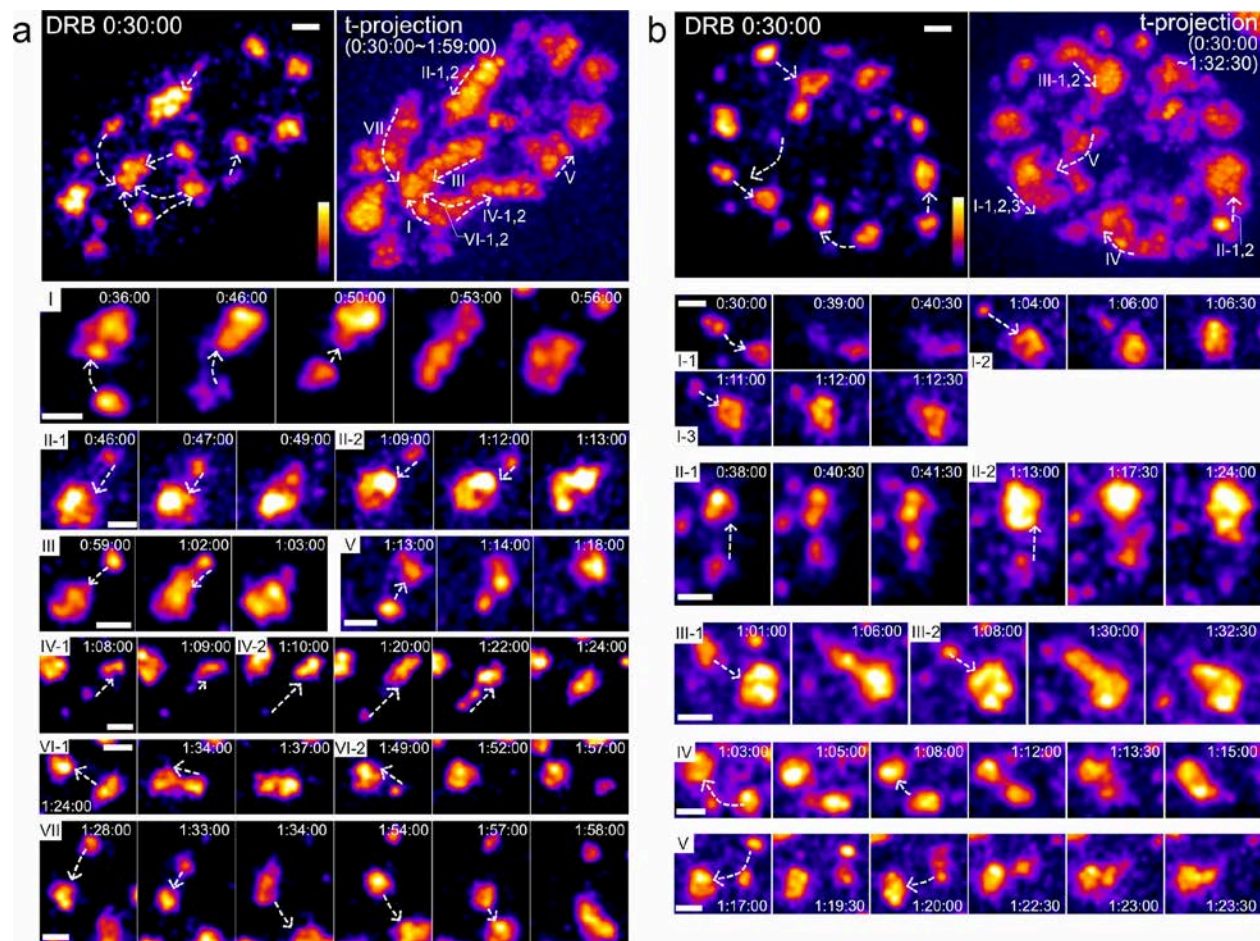 a
DRB 0:30:00
t-projection
(0:30:00~1:59:00)
II-1,2
VII
III
V
IV-1,2
I
VI-1,2
I 0:36:00 0:46:00 0:50:00 0:53:00 0:56:00
II-1 0:46:00 0:47:00 0:49:00 II-2 1:09:00 1:12:00 1:13:00
III 0:59:00 1:02:00 1:03:00 V 1:13:00 1:14:00 1:18:00
IV-1 1:08:00 1:09:00 IV-2 1:10:00 1:20:00 1:22:00 1:24:00
VI-1 1:24:00 1:34:00 1:37:00 VI-2 1:49:00 1:52:00 1:57:00
VII 1:28:00 1:33:00 1:34:00 1:54:00 1:57:00 1:58:00
b
DRB 0:30:00
t-projection
(0:30:00
~1:32:30)
III-1,2
V
I-1,2,3
II-1,2
IV
I-1 0:30:00 0:39:00 0:40:30 I-2 1:04:00 1:06:00 1:06:30
I-3 1:11:00 1:12:00 1:12:30
II-1 0:38:00 0:40:30 0:41:30 II-2 1:13:00 1:17:30 1:24:00
III-1 1:01:00 1:06:00 III-2 1:08:00 1:30:00 1:32:30
IV 1:03:00 1:05:00 1:08:00 1:12:00 1:13:30 1:15:00
V 1:17:00 1:19:30 1:20:00 1:22:30 1:23:00 1:23:30